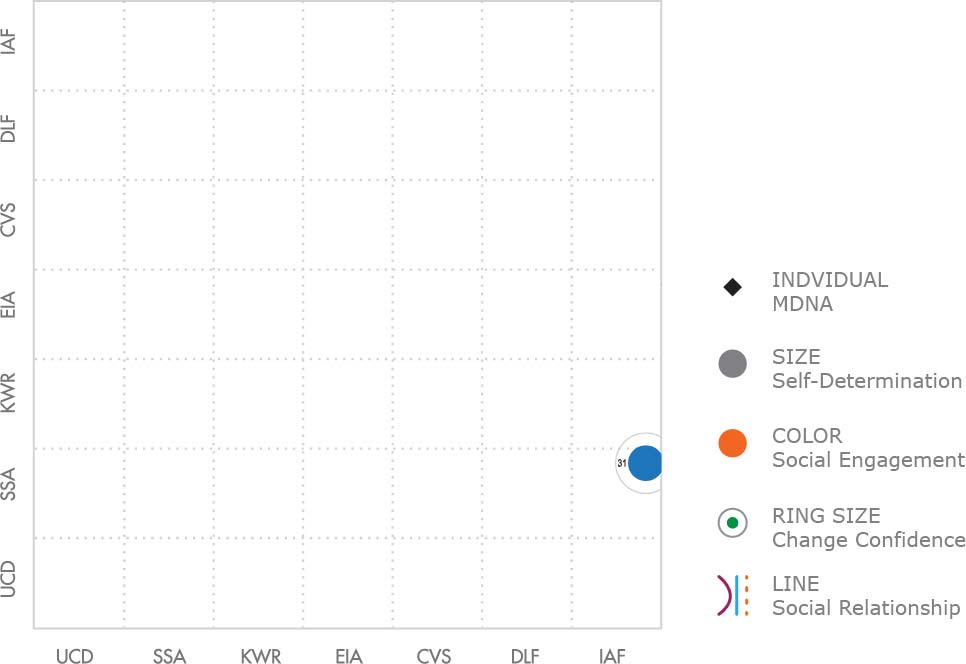 IAF
DLF
CVS
EIA
KWR
SSA
UCD
31
UCD SSA KWR EIA CVS DLF IAF
INDVIDUAL
MDNA
SIZE
Self-Determination
COLOR
Social Engagement
RING SIZE
Change Confidence
LINE
Social Relationship